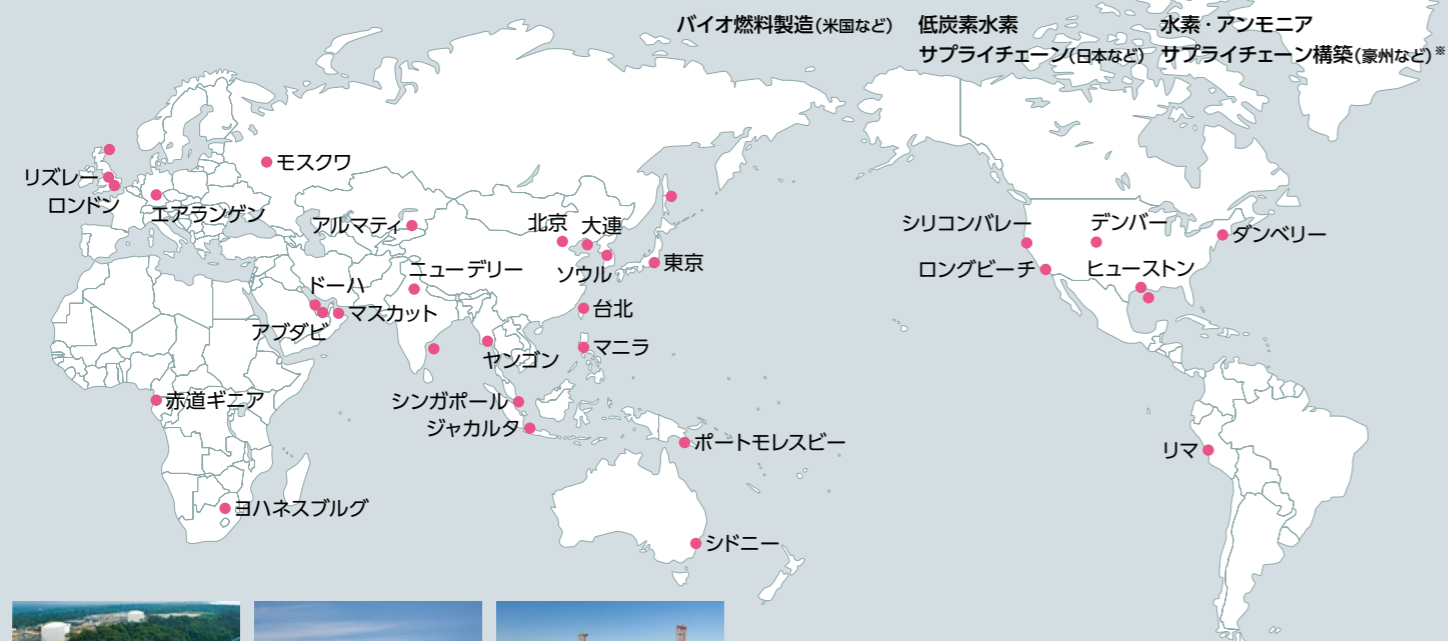 バイオ燃料製造(米国など)
低炭素水素
サプライチェーン(日本など)
水素・アンモニア
サプライチェーン構築(豪州など)※
モスクワ
リズレー
ロンドン
エアランゲン
アルマティ
北京
大連
ソウル
東京
ニューデリー
ドーハ
マスカット
アブダビ
台北
ヤンゴン
マニラ
赤道ギニア
シンガポール
ジャカルタ
ポートモレスビー
ヨハネスブルグ
シドニー
シリコンバレー
デンバー
ダンベリー
ロングビーチ
ヒューストン
リマ